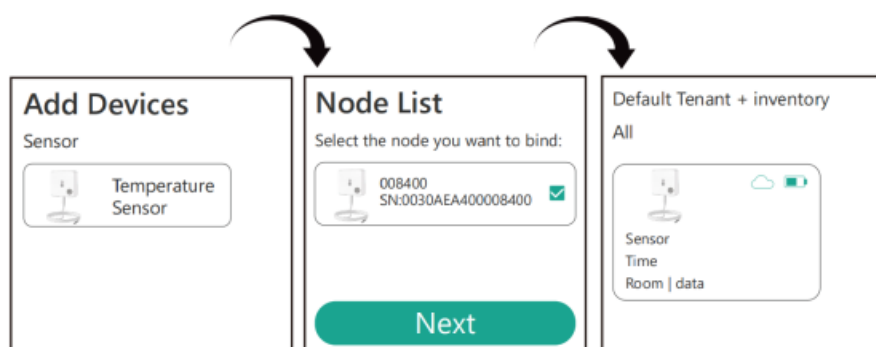 Add Devices
Sensor
Temperature
Sensor
Node List
Select the node you want to bind:
008400
SN:0030AEA400008400
Next
Default Tenant + inventory
All
Sensor
Time
Room | data